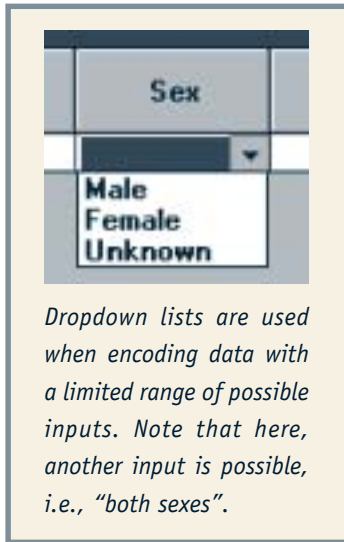 Sex
Male
Female
Unknown
Dropdown lists are used
when encoding data with
a limited range of possible
inputs. Note that here,
another input is possible,
i.e., “both sexes”.